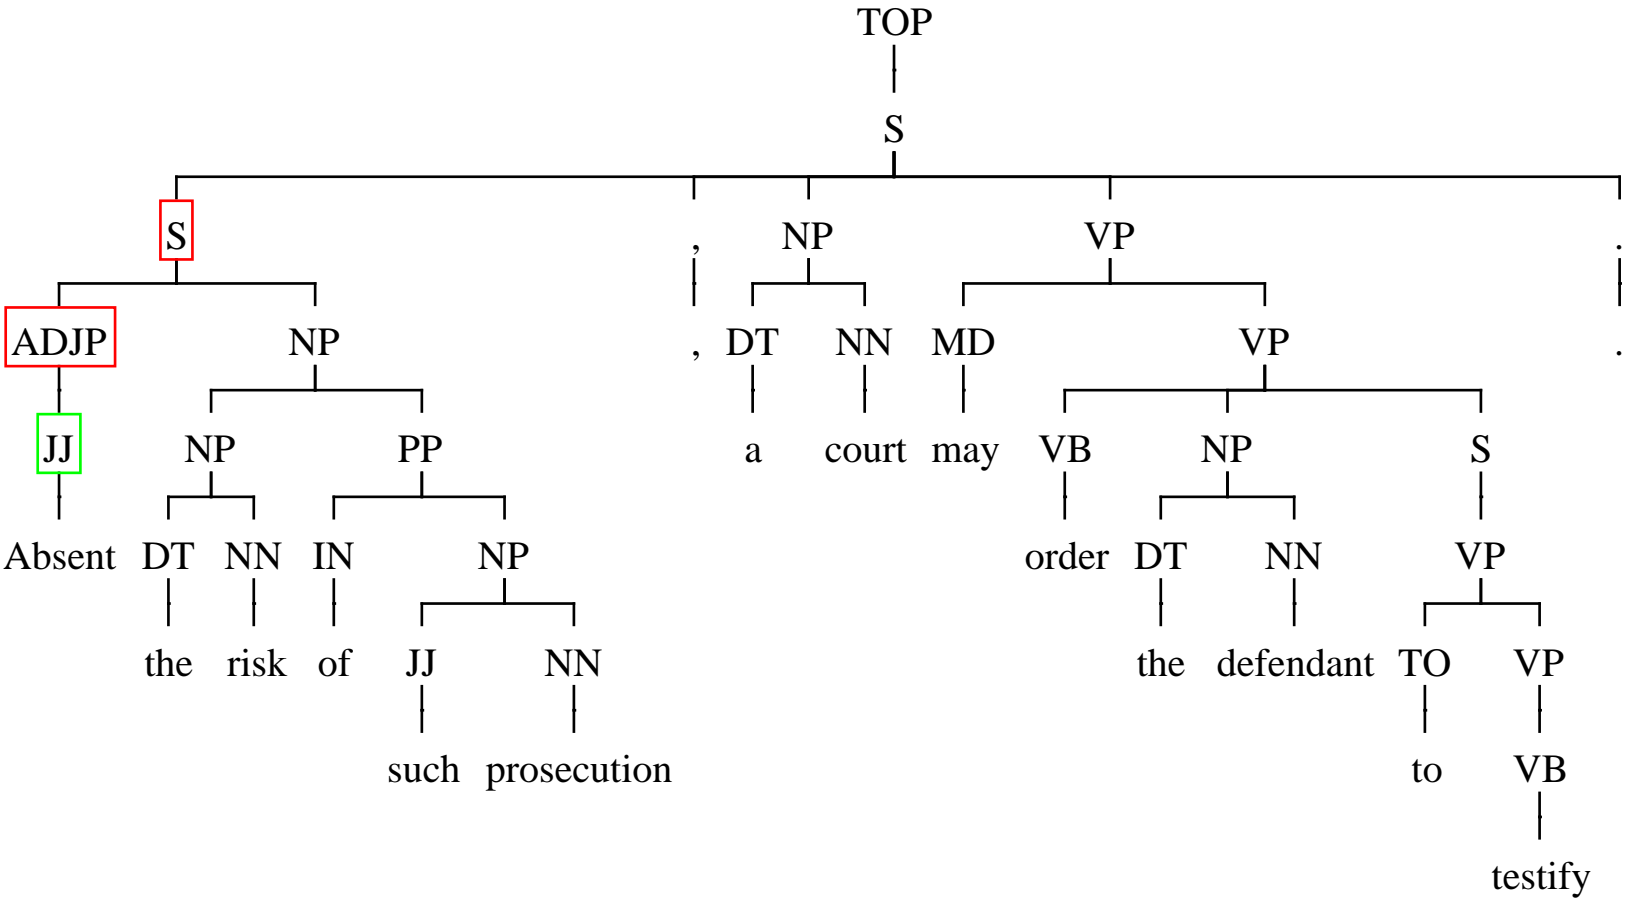 TOP
S
S , NP VP .
ADJP NP , DT NN MD VP .
JJ NP PP a court may VB NP S
Absent DT NN IN NP order DT NN VP
the risk of JJ NN the defendant TO VP
such prosecution to VB
testify